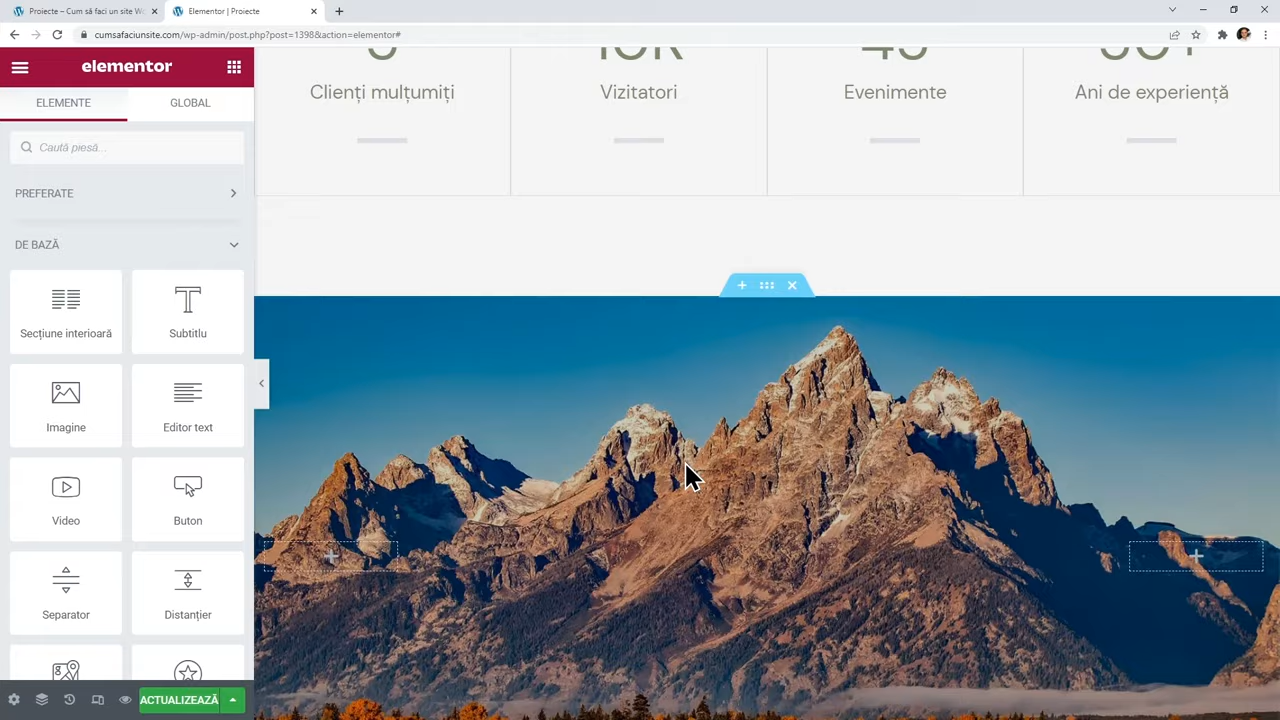 Proiecte – Cum să faci un site Wo
Elementor | Proiecte
cumsafaciunsite.com/wp-admin/post.php?post=1398&action=elementor#
elementor
ELEMENTE
GLOBAL
Caută piesă...
PREFERATE
DE BAZĂ
Secțiune interioară
Subtitlu
Imagine
Editor text
Video
Buton
Separator
Distanțier
ACTUALIZEAZĂ
Clienți mulțumiți
Vizitatori
Evenimente
Ani de experiență